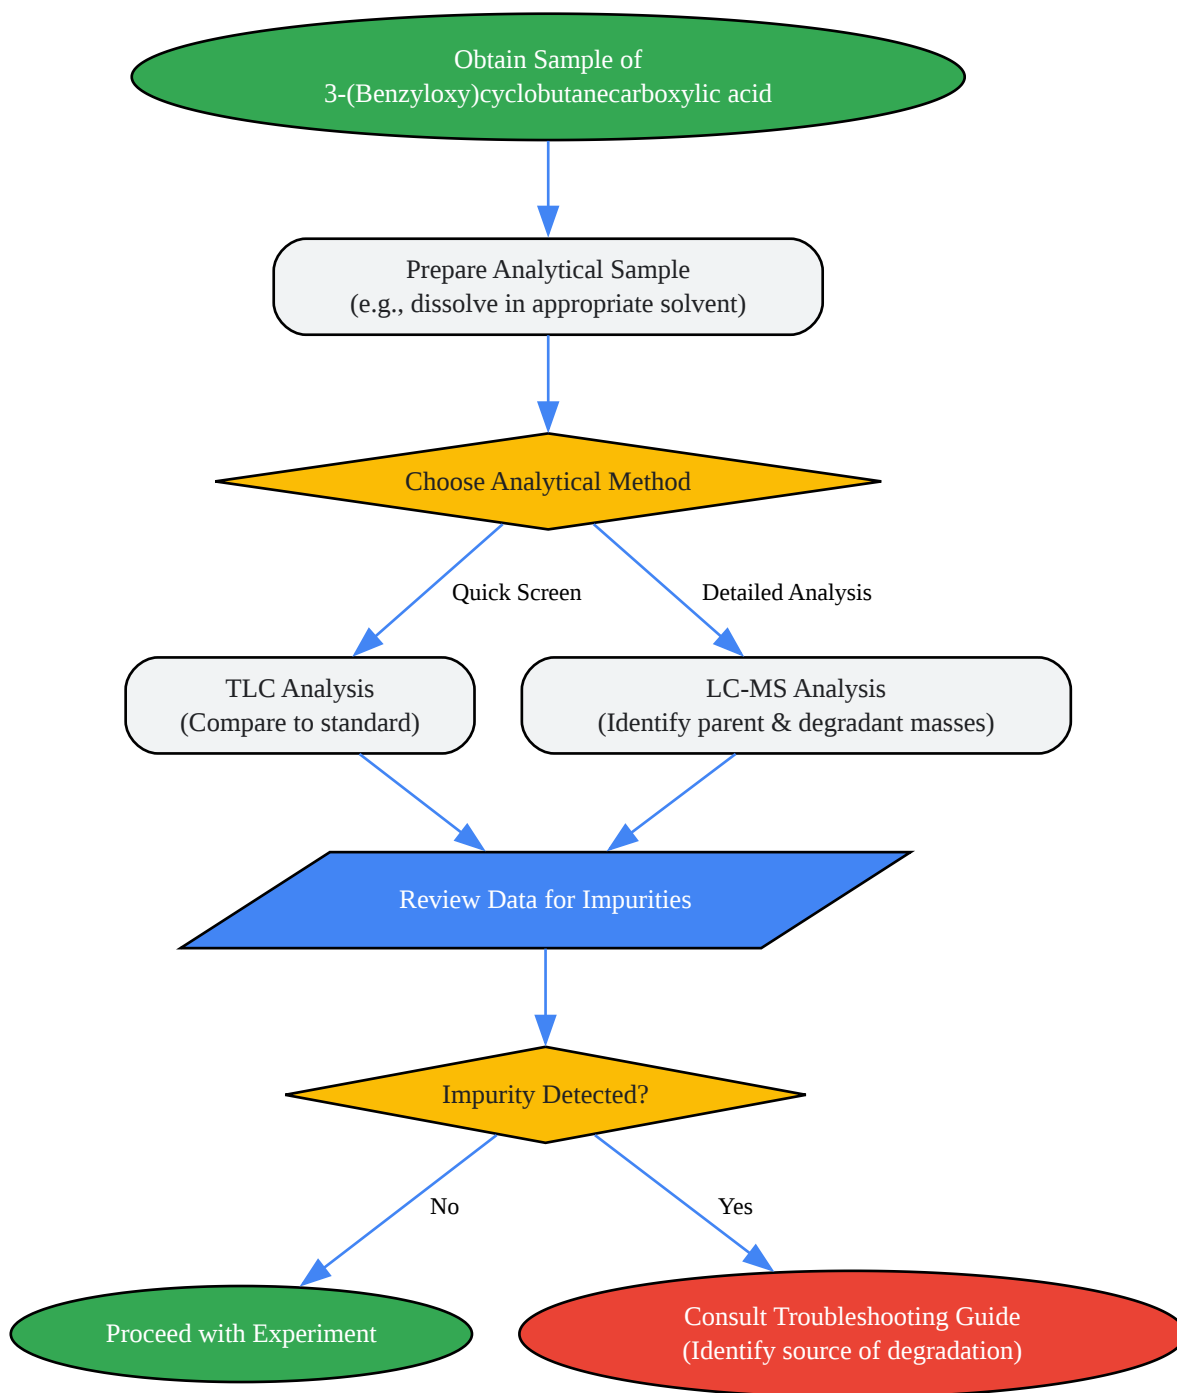 Obtain Sample of
3-(Benzyloxy)cyclobutanecarboxylic acid
Prepare Analytical Sample
(e.g., dissolve in appropriate solvent)
Choose Analytical Method
Quick Screen
Detailed Analysis
TLC Analysis
(Compare to standard)
LC-MS Analysis
(Identify parent & degradant masses)
Review Data for Impurities
Impurity Detected?
No
Yes
Proceed with Experiment
Consult Troubleshooting Guide
(Identify source of degradation)